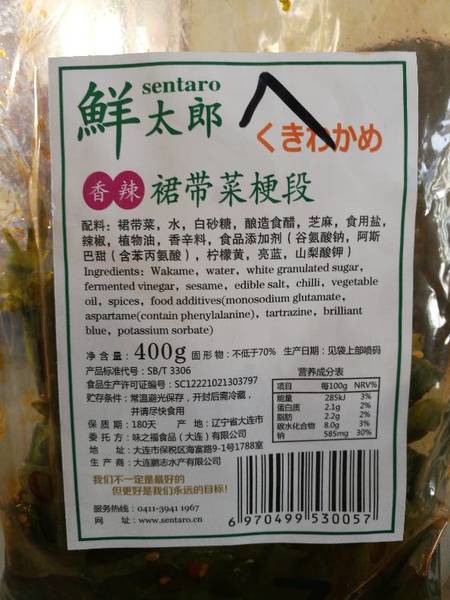 sentaro
鮮太郎
くきわかめ
香辣 裙带菜梗段
配料：裙带菜，水，白砂糖，酿造食醋，芝麻，食用盐，
辣椒，植物油，香辛料，食品添加剂（谷氨酸钠，阿斯
巴甜（含苯丙氨酸），柠檬黄，亮蓝，山梨酸钾）
Ingredients: Wakame, water, white granulated sugar,
fermented vinegar, sesame, edible salt, chilli, vegetable
oil, spices, food additives(monosodium glutamate,
aspartame(contain phenylalanine), tartrazine, brilliant
blue, potassium sorbate)
净含量：400g 固形物：不低于70% 生产日期：见袋上部喷码
产品标准代号：SB/T 3306
食品生产许可证编号：SC12221021303797
贮存条件：常温避光保存，开封后需冷藏，
并请尽快食用
保质期：180天 产地：辽宁省大连市
委托方：味之福食品（大连）有限公司
地址：大连市保税区海富路9-1号1788室
生产商：大连鹏志水产有限公司
营养成分表
项目 每100g NRV%
能量 285kJ 3%
蛋白质 2.1g 2%
脂肪 2.2g 2%
碳水化合物 8.0g 3%
钠 585mg 30%
我们不一定是最好的
但更好是我们永远的目标！
服务热线：0411-3941 1967
网址：www.sentaro.cn
6 970499 530057